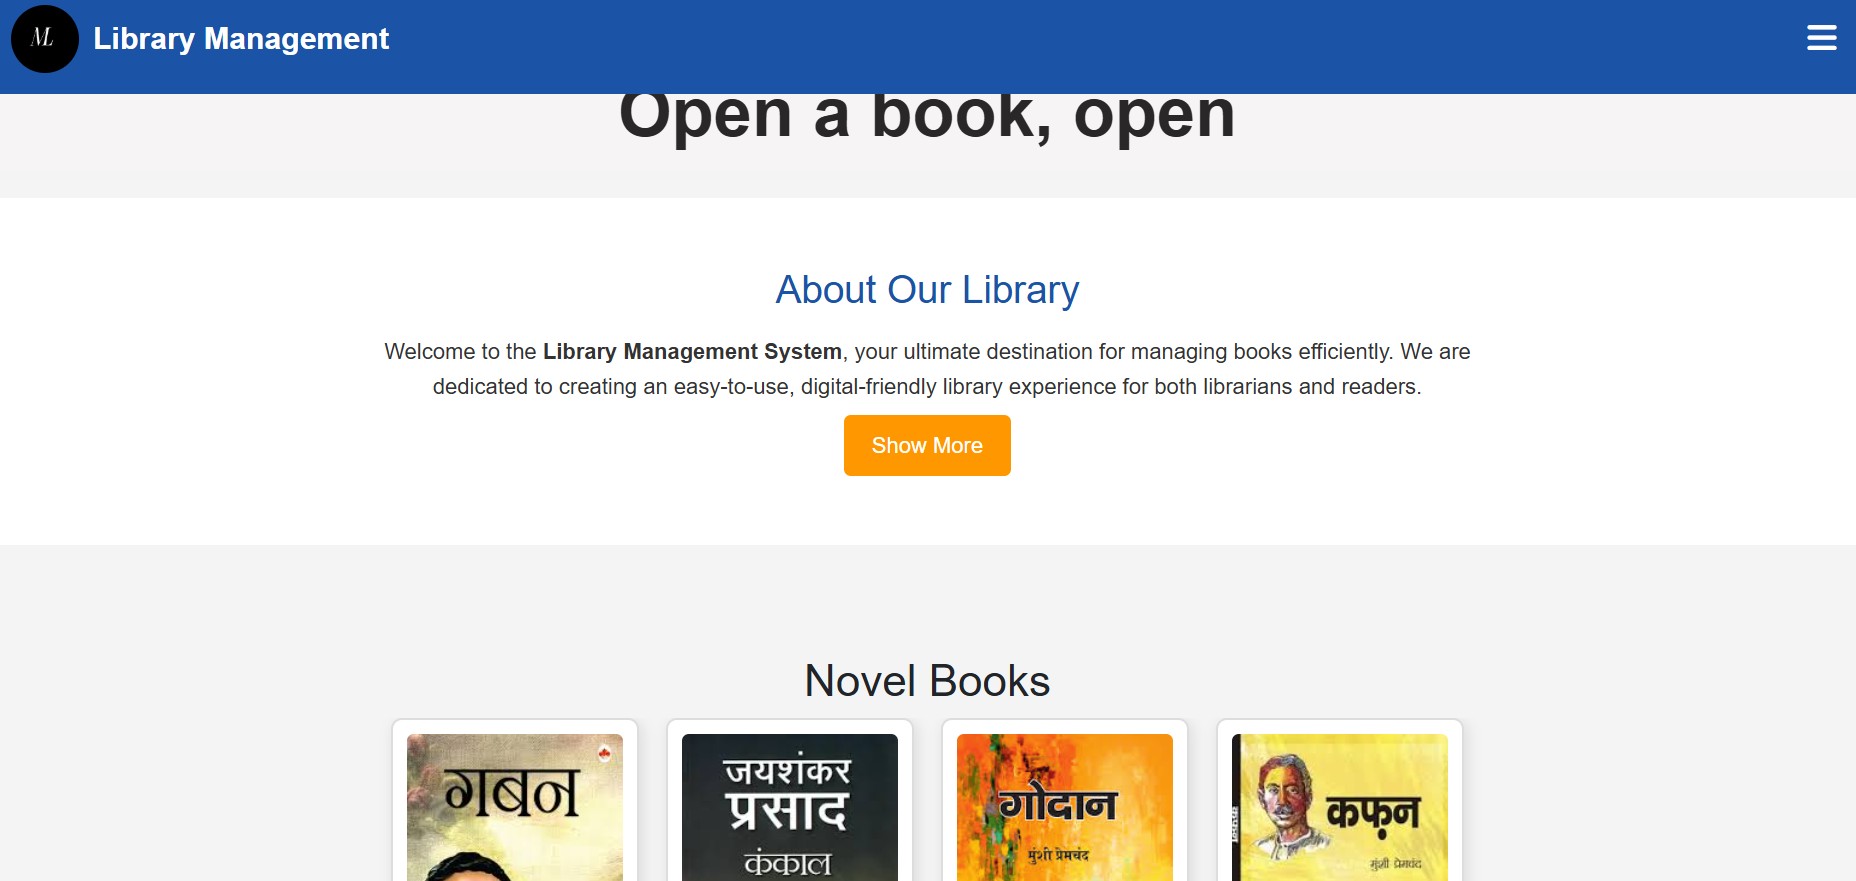 ML
Library Management
Open a book, open
About Our Library
Welcome to the Library Management System, your ultimate destination for managing books efficiently. We are
dedicated to creating an easy-to-use, digital-friendly library experience for both librarians and readers.
Show More
Novel Books
गबन
जयशंकर
प्रसाद
कंकाल
गोदान
मुंशी प्रेमचंद
कफ़न
मुंशी प्रेमचंद